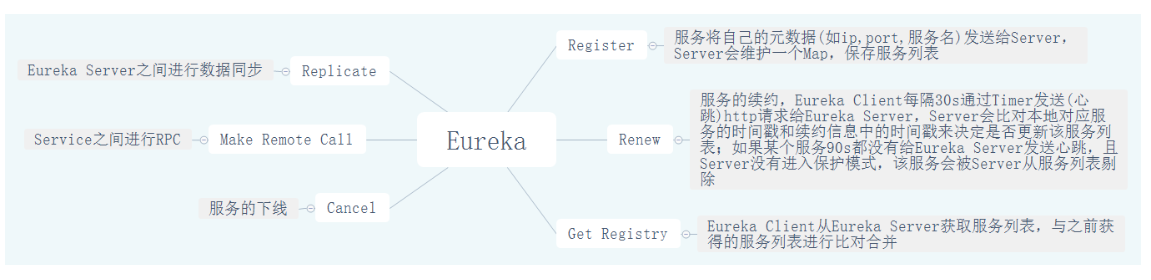 Eureka
Register
服务将自己的元数据(如ip,port,服务名)发送给Server，
Server会维护一个Map，保存服务列表
Renew
服务的续约，Eureka Client每隔30s通过Timer发送(心
跳)http请求给Eureka Server，Server会比对本地对应服
务的时间戳和续约信息中的时间戳来决定是否更新该服务列
表；如果某个服务90s都没有给Eureka Server发送心跳，且
Server没有进入保护模式，该服务会被Server从服务列表剔
除
Get Registry
Eureka Client从Eureka Server获取服务列表，与之前获
得的服务列表进行比对合并
Replicate
Eureka Server之间进行数据同步
Make Remote Call
Service之间进行RPC
Cancel
服务的下线